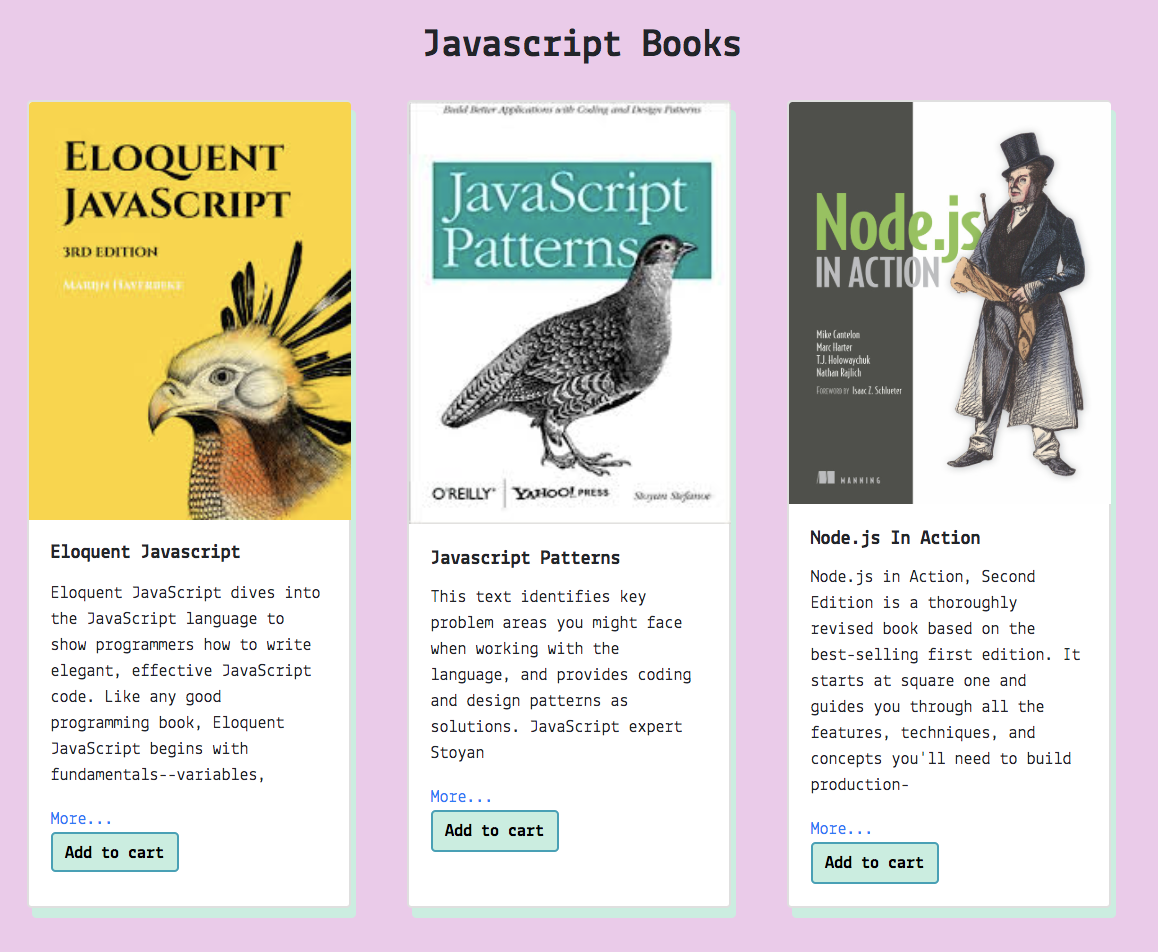 Javascript Books
ELOQUENT
JAVASCRIPT
3RD EDITION
MARIJN HAVERBEKE
Eloquent Javascript
Eloquent JavaScript dives into
the JavaScript language to
show programmers how to write
elegant, effective JavaScript
code. Like any good
programming book, Eloquent
JavaScript begins with
fundamentals--variables,
More...
Add to cart
Build Better Applications with Coding and Design Patterns
JavaScript
Patterns
O'REILLY® YAHOO! PRESS Stoyan Stefanov
Javascript Patterns
This text identifies key
problem areas you might face
when working with the
language, and provides coding
and design patterns as
solutions. JavaScript expert
Stoyan
More...
Add to cart
Node.js
IN ACTION
Mike Cantelon
Marc Harter
T.J. Holowaychuk
Nathan Rajlich
FOREWORD BY Isaac Z. Schlueter
MANNING
Node.js In Action
Node.js in Action, Second
Edition is a thoroughly
revised book based on the
best-selling first edition. It
starts at square one and
guides you through all the
features, techniques, and
concepts you'll need to build
production-
More...
Add to cart